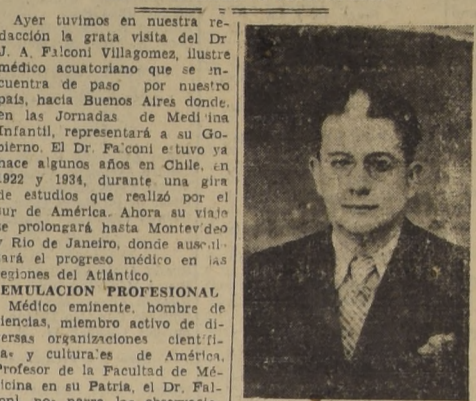 Ayer tuvimos en nuestra re-
dacción la grata visita del Dr
J. A. Falconi Villagomez, ilustre
médico acuatoriano que se en-
cuentra de paso por nuestro
país, hacia Buenos Aires donde,
en las Jornadas de Medicina
Infantil, representará a su Go-
bierno. El Dr. Falconi estuvo ya
hace algunos años en Chile, en
1922 y 1934, durante una gira
de estudios que realizó por el
sur de América. Ahora su viaje
se prolongará hasta Montevideo
y Rio de Janeiro, donde auscul-
tará el progreso médico en las
regiones del Atlántico.
EMULACION PROFESIONAL
Médico eminente, hombre de
ciencias, miembro activo de di-
versas organizaciones científi-
cas y culturales de América,
Profesor de la Facultad de Me-
dicina en su Patria, el Dr. Fal-